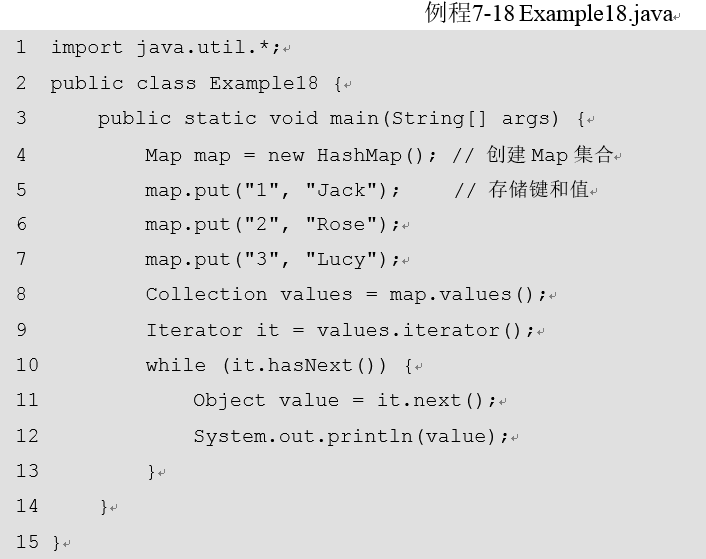 例程7-18 Example18.java
1 import java.util.*;
2 public class Example18 {
3     public static void main(String[] args) {
4         Map map = new HashMap(); // 创建 Map 集合
5         map.put("1", "Jack");    // 存储键和值
6         map.put("2", "Rose");
7         map.put("3", "Lucy");
8         Collection values = map.values();
9         Iterator it = values.iterator();
10         while (it.hasNext()) {
11             Object value = it.next();
12             System.out.println(value);
13         }
14     }
15 }